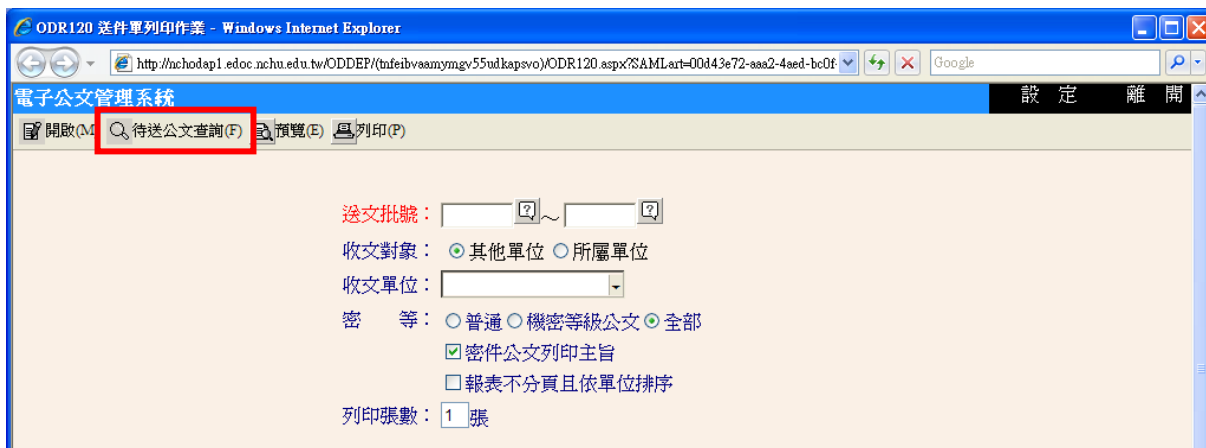 ODR120 送件單列印作業 - Windows Internet Explorer
http://nchodap1.edoc.nchu.edu.tw/ODDEP/(tnfeibvaamymgv55udkapsvo)/ODR120.aspx?SAMLart=00d43e72-aaa2-4aed-bc0f- Google
電子公文管理系統 設 定 離 開
開啟(M 待送公文查詢(F) 預覽(E) 列印(P)
送文批號： ～
收文對象： 其他單位 所屬單位
收文單位：
密 等： 普通 機密等級公文 全部
密件公文列印主旨
報表不分頁且依單位排序
列印張數： 1 張